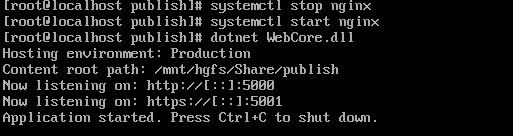 [root@localhost publish]# systemctl stop nginx
[root@localhost publish]# systemctl start nginx
[root@localhost publish]# dotnet WebCore.dll
Hosting environment: Production
Content root path: /mnt/hgfs/Share/publish
Now listening on: http://[::]:5000
Now listening on: https://[::]:5001
Application started. Press Ctrl+C to shut down.